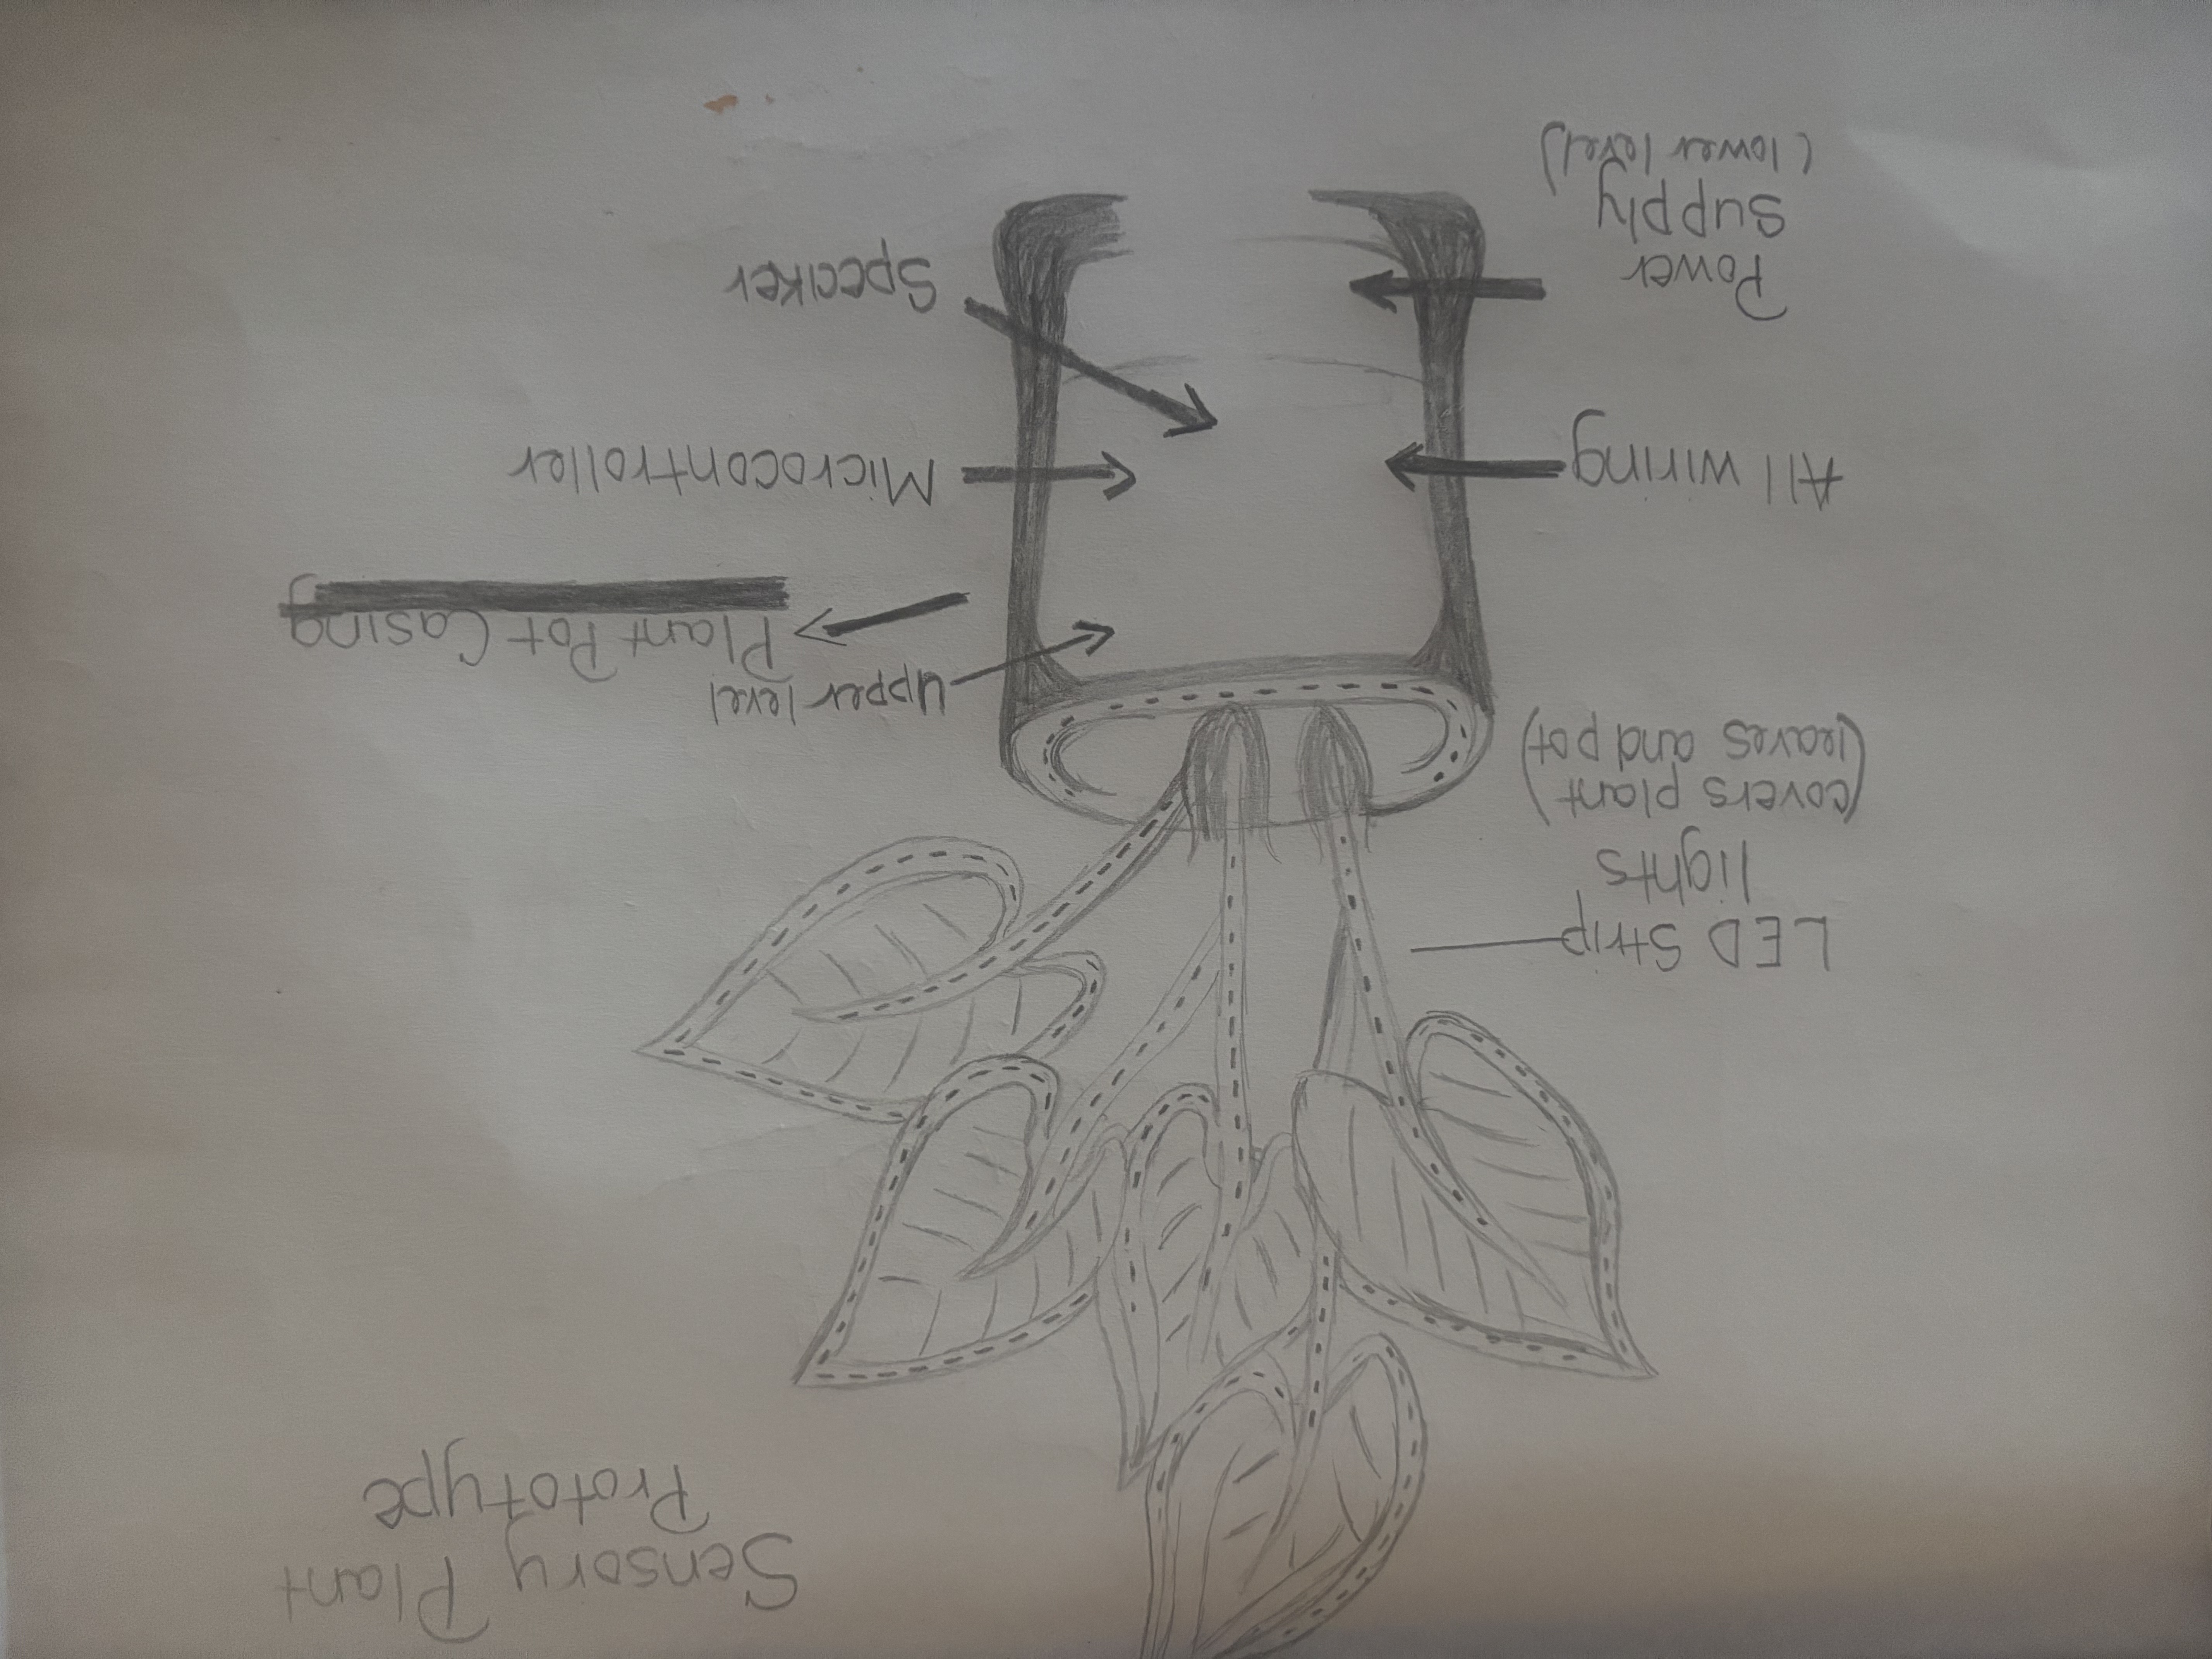 Sensory Plant
Prototype
LED Strip
lights
(covers plant)
(leaves and pot)
upper level
Plant Pot Casing
All wiring
Microcontroller
Power
Supply
(lower level)
Speaker